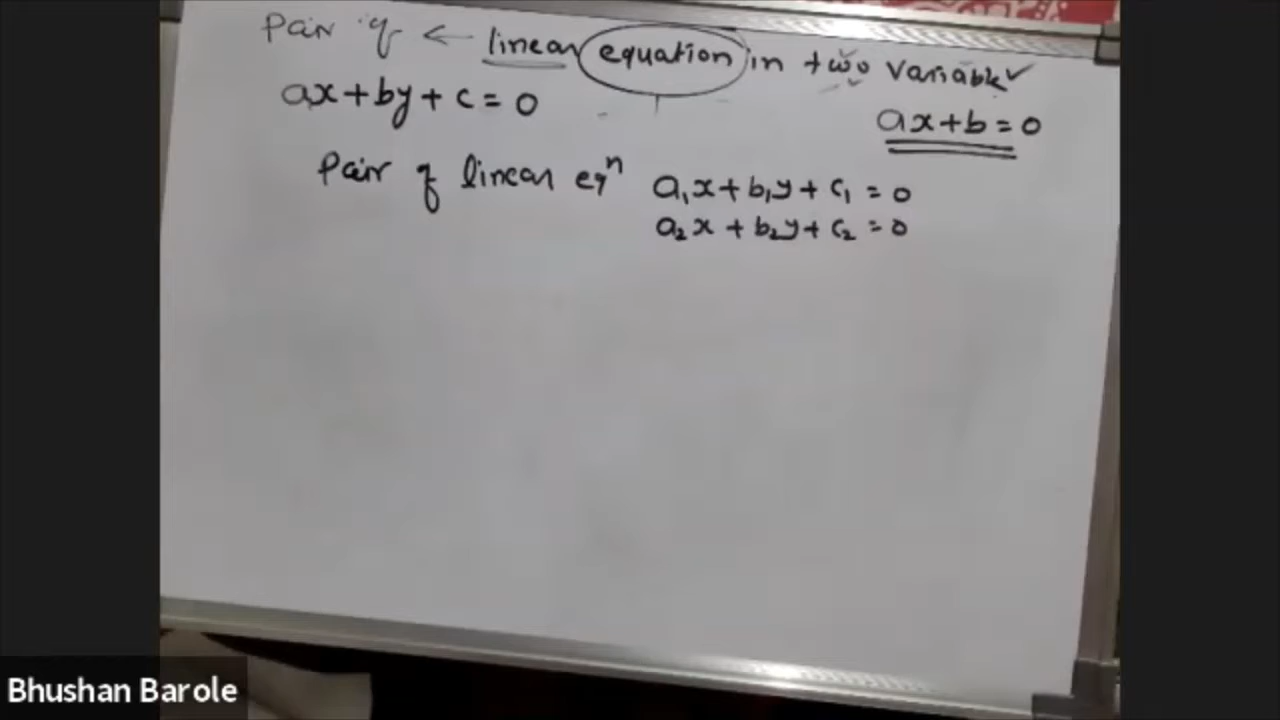 Pair of ← linear equation in two variable ✓
ax + by + c = 0
ax + b = 0
Pair of linear eqⁿ a₁x + b₁y + c₁ = 0
a₂x + b₂y + c₂ = 0
Bhushan Barole